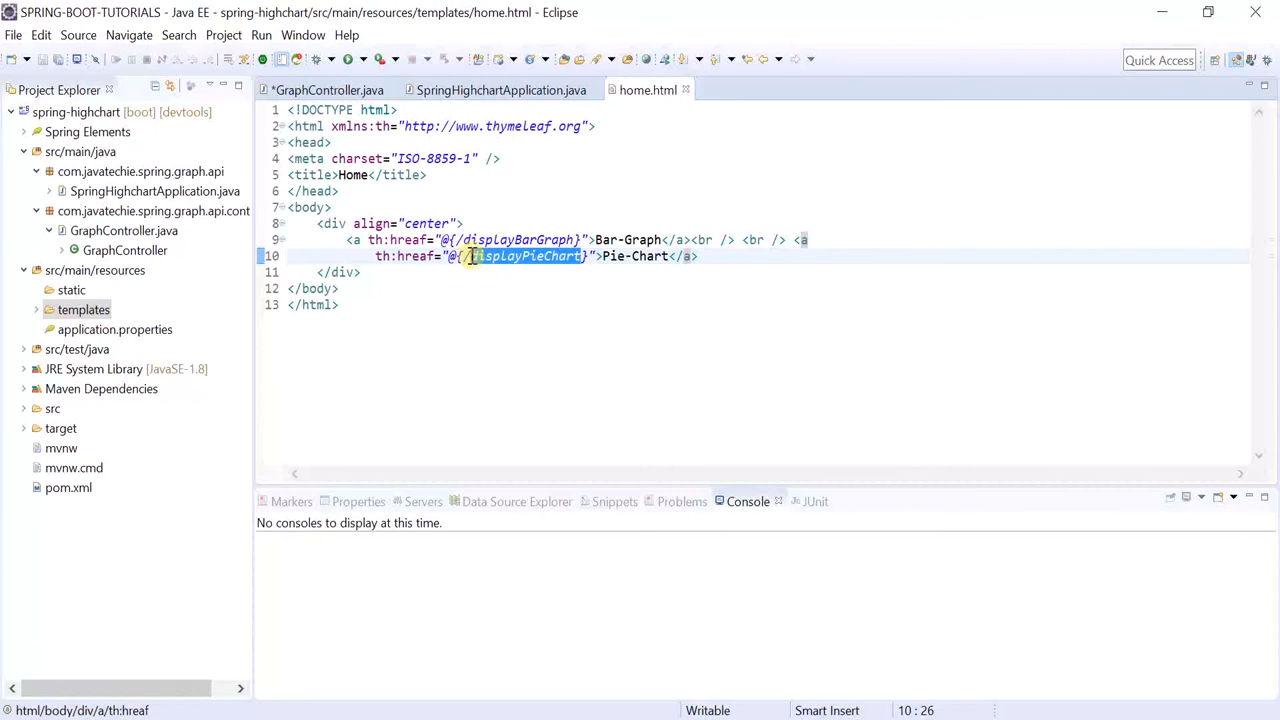 SPRING-BOOT-TUTORIALS - Java EE - spring-highchart/src/main/resources/templates/home.html - Eclipse
File Edit Source Navigate Search Project Run Window Help
Quick Access
Project Explorer
*GraphController.java SpringHighchartApplication.java home.html
spring-highchart [boot] [devtools]
Spring Elements
src/main/java
com.javatechie.spring.graph.api
SpringHighchartApplication.java
com.javatechie.spring.graph.api.cont
GraphController.java
GraphController
src/main/resources
static
templates
application.properties
src/test/java
JRE System Library [JavaSE-1.8]
Maven Dependencies
src
target
mvnw
mvnw.cmd
pom.xml
1 <!DOCTYPE html>
2 <html xmlns:th="http://www.thymeleaf.org">
3 <head>
4 <meta charset="ISO-8859-1" />
5 <title>Home</title>
6 </head>
7 <body>
8 <div align="center">
9 <a th:hreaf="@{/displayBarGraph}">Bar-Graph</a><br /> <br /> <a
10 th:hreaf="@{/displayPieChart}">Pie-Chart</a>
11 </div>
12 </body>
13 </html>
Markers Properties Servers Data Source Explorer Snippets Problems Console JUnit
No consoles to display at this time.
html/body/div/a/th:hreaf Writable Smart Insert 10 : 26